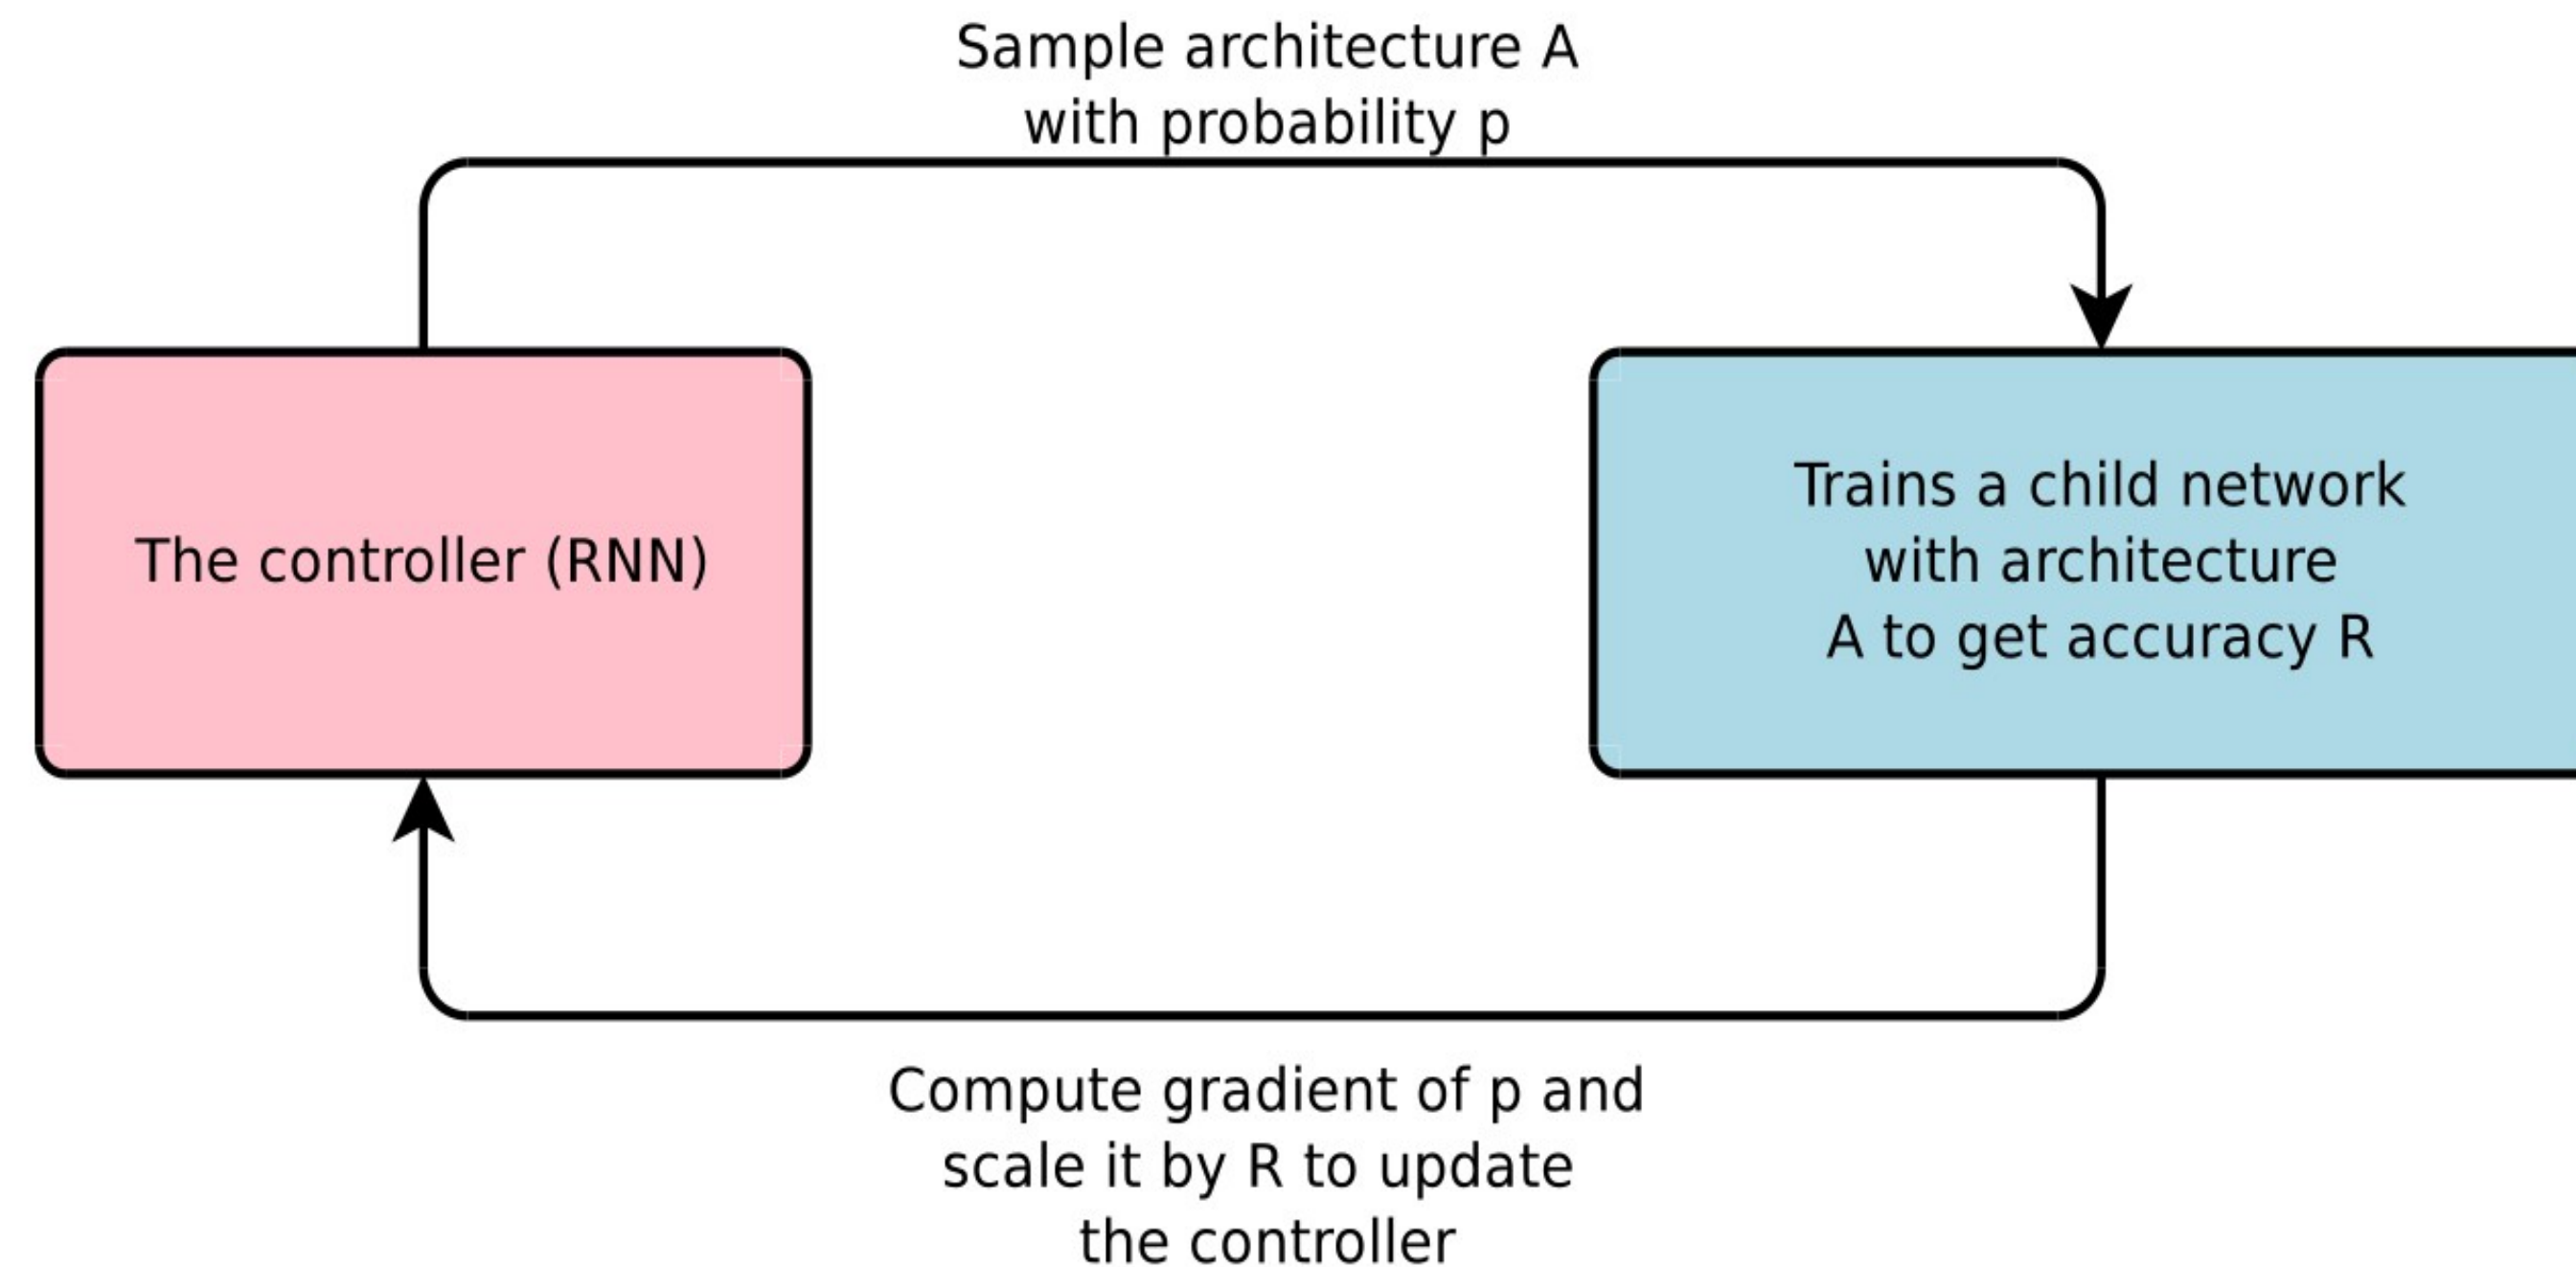 Sample architecture A
with probability p
The controller (RNN)
Trains a child network
with architecture
A to get accuracy R
Compute gradient of p and
scale it by R to update
the controller